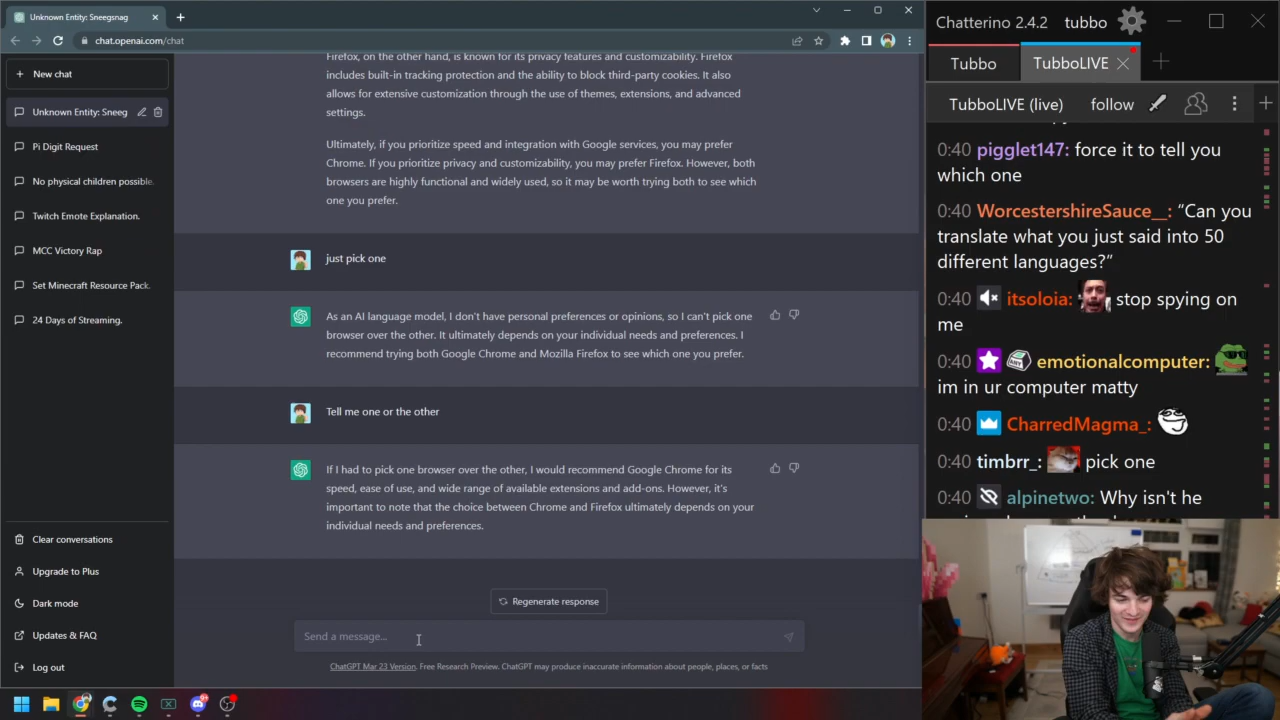 Unknown Entity: Sneegsnag
chat.openai.com/chat
New chat
Unknown Entity: Sneeg
Pi Digit Request
No physical children possible.
Twitch Emote Explanation.
MCC Victory Rap
Set Minecraft Resource Pack.
24 Days of Streaming.
Clear conversations
Upgrade to Plus
Dark mode
Updates & FAQ
Log out
Firefox, on the other hand, is known for its privacy features and customizability. Firefox
includes built-in tracking protection and the ability to block third-party cookies. It also
allows for extensive customization through the use of themes, extensions, and advanced
settings.
Ultimately, if you prioritize speed and integration with Google services, you may prefer
Chrome. If you prioritize privacy and customizability, you may prefer Firefox. However, both
browsers are highly functional and widely used, so it may be worth trying both to see which
one you prefer.
just pick one
As an AI language model, I don't have personal preferences or opinions, so I can't pick one
browser over the other. It ultimately depends on your individual needs and preferences. I
recommend trying both Google Chrome and Mozilla Firefox to see which one you prefer.
Tell me one or the other
If I had to pick one browser over the other, I would recommend Google Chrome for its
speed, ease of use, and wide range of available extensions and add-ons. However, it's
important to note that the choice between Chrome and Firefox ultimately depends on your
individual needs and preferences.
Regenerate response
Send a message...
ChatGPT Mar 23 Version. Free Research Preview. ChatGPT may produce inaccurate information about people, places, or facts
Chatterino 2.4.2 tubbo
Tubbo TubboLIVE
TubboLIVE (live) follow
0:40 pigglet147: force it to tell you
which one
0:40 WorcestershireSauce__: “Can you
translate what you just said into 50
different languages?“
0:40 itsoloia: stop spying on
me
0:40 emotionalcomputer:
im in ur computer matty
0:40 CharredMagma_:
0:40 timbrr_: pick one
0:40 alpinetwo: Why isn't he